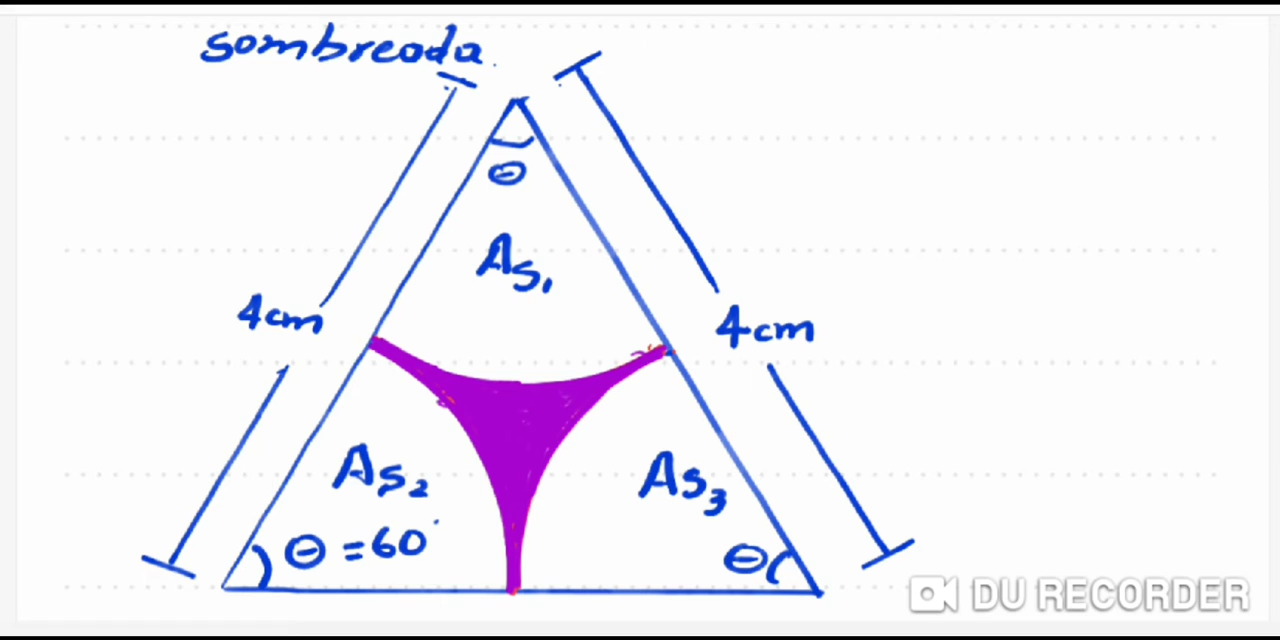 sombreada.
Θ
As₁
4cm
4cm
As₂
As₃
Θ = 60°
Θ
DU RECORDER